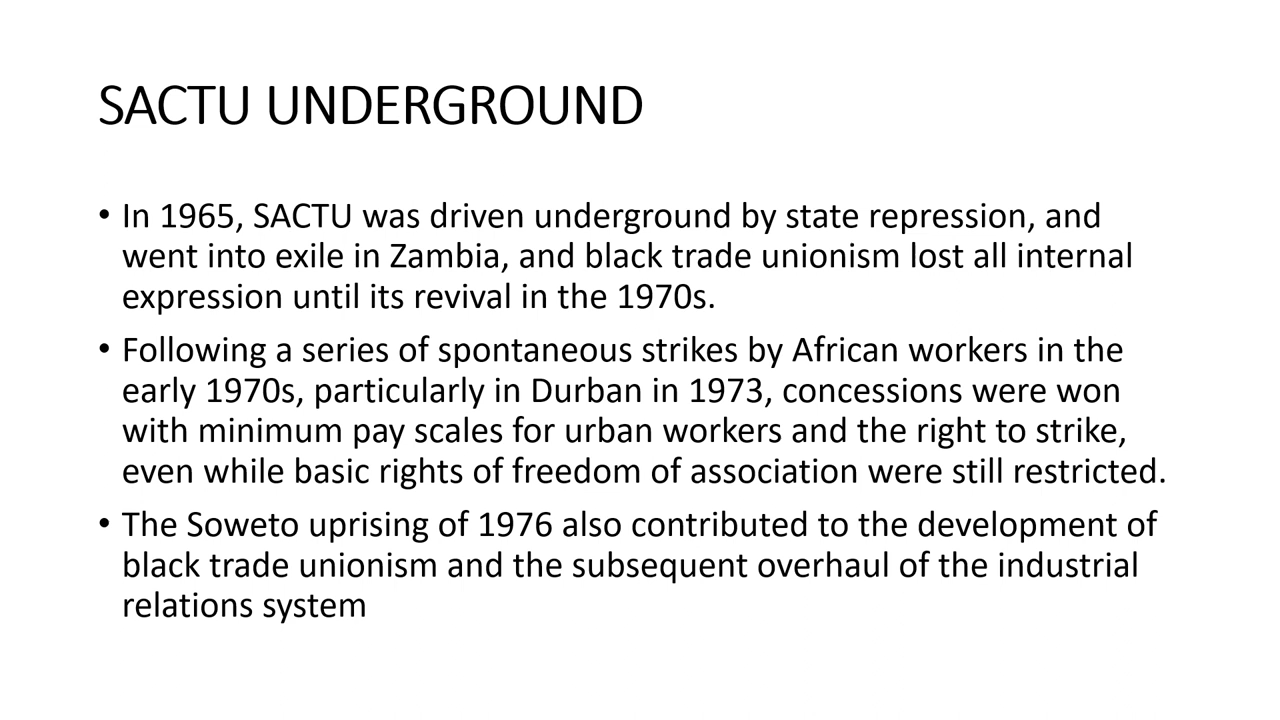 SACTU UNDERGROUND
• In 1965, SACTU was driven underground by state repression, and
went into exile in Zambia, and black trade unionism lost all internal
expression until its revival in the 1970s.
• Following a series of spontaneous strikes by African workers in the
early 1970s, particularly in Durban in 1973, concessions were won
with minimum pay scales for urban workers and the right to strike,
even while basic rights of freedom of association were still restricted.
• The Soweto uprising of 1976 also contributed to the development of
black trade unionism and the subsequent overhaul of the industrial
relations system